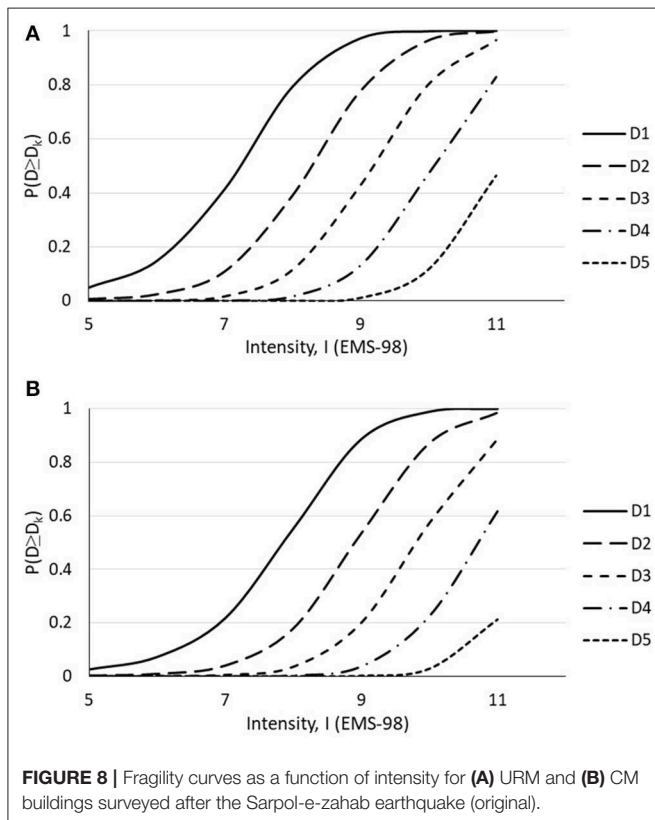 A
1
0.8
0.6
0.4
0.2
0
P(D≥Dk)
5 7 9 11
Intensity, I (EMS-98)
D1
D2
D3
D4
D5
B
1
0.8
0.6
0.4
0.2
0
P(D≥Dk)
5 7 9 11
Intensity, I (EMS-98)
D1
D2
D3
D4
D5
FIGURE 8 | Fragility curves as a function of intensity for (A) URM and (B) CM
buildings surveyed after the Sarpol-e-zahab earthquake (original).